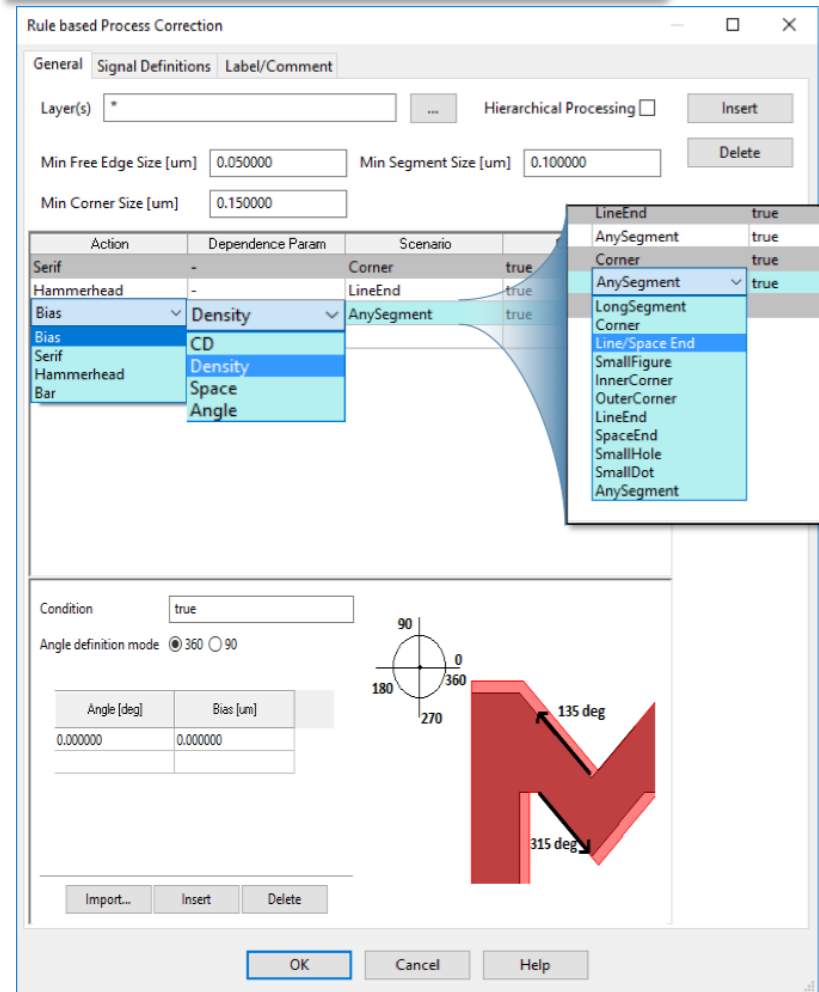 Rule based Process Correction
General Signal Definitions Label/Comment
Layer(s) * ... Hierarchical Processing Insert
Delete
Min Free Edge Size [um] 0.050000 Min Segment Size [um] 0.100000
Min Corner Size [um] 0.150000
Action Dependence Param Scenario
Serif - Corner true
Hammerhead - LineEnd true
Bias Density AnySegment true
Bias
Serif
Hammerhead
Bar
CD
Density
Space
Angle
LineEnd true
AnySegment true
Corner true
AnySegment true
LongSegment
Corner
Line/Space End
SmallFigure
InnerCorner
OuterCorner
LineEnd
SpaceEnd
SmallHole
SmallDot
AnySegment
Condition true
Angle definition mode 360 90
Angle [deg] Bias [um]
0.000000 0.000000
90
0
180 360
270
135 deg
315 deg
Import... Insert Delete
OK Cancel Help